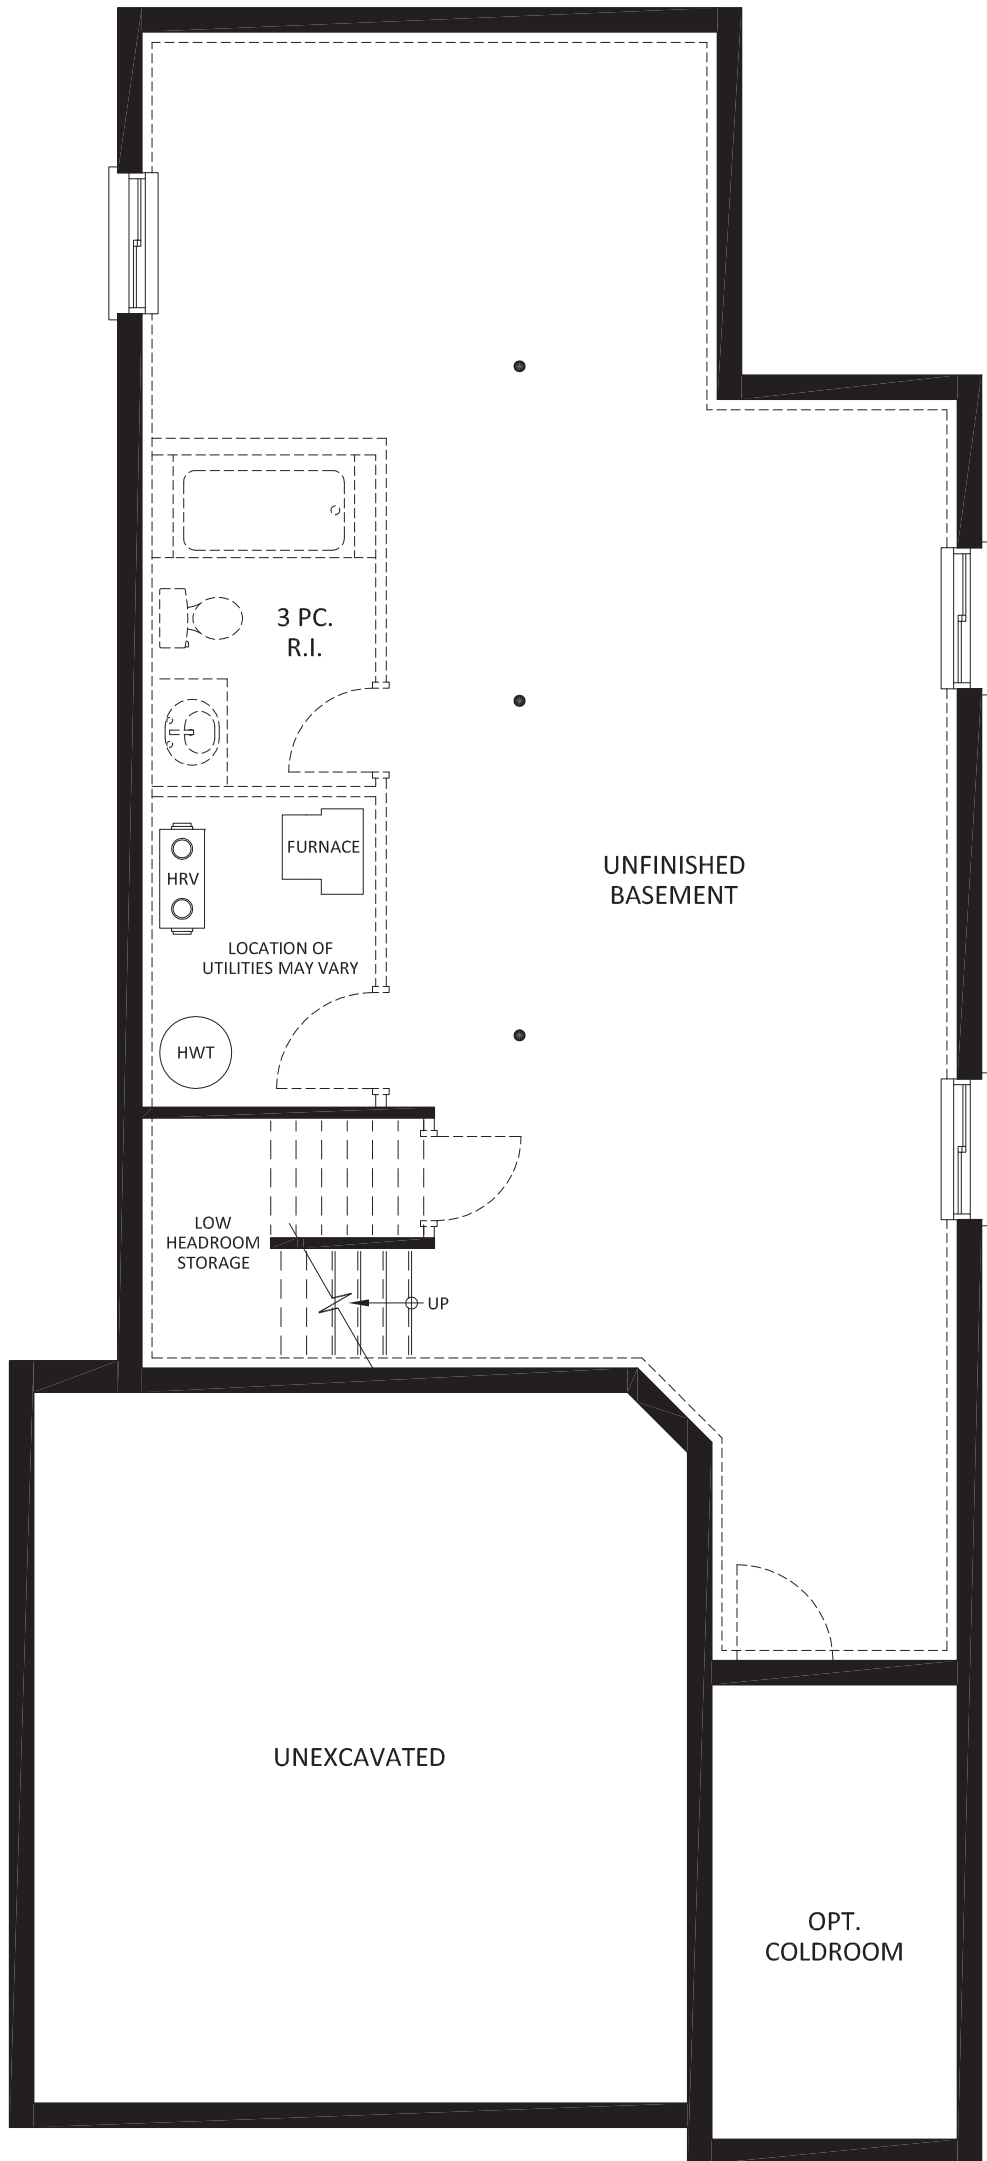 3 PC.
R.I.
FURNACE
HRV
UNFINISHED
BASEMENT
LOCATION OF
UTILITIES MAY VARY
HWT
LOW
HEADROOM
STORAGE
UP
UNEXCAVATED
OPT.
COLDROOM